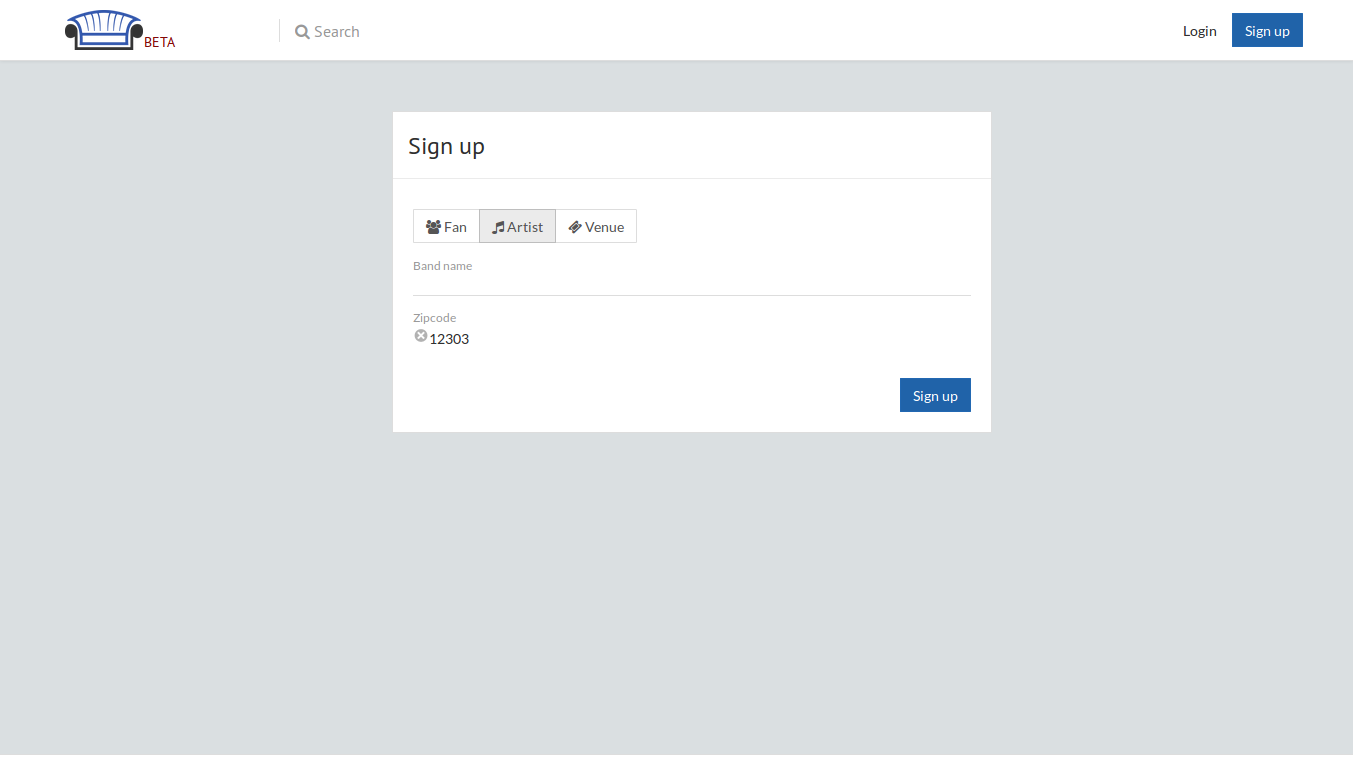 BETA
Search
Login
Sign up
Sign up
Fan
Artist
Venue
Band name
Zipcode
12303
Sign up